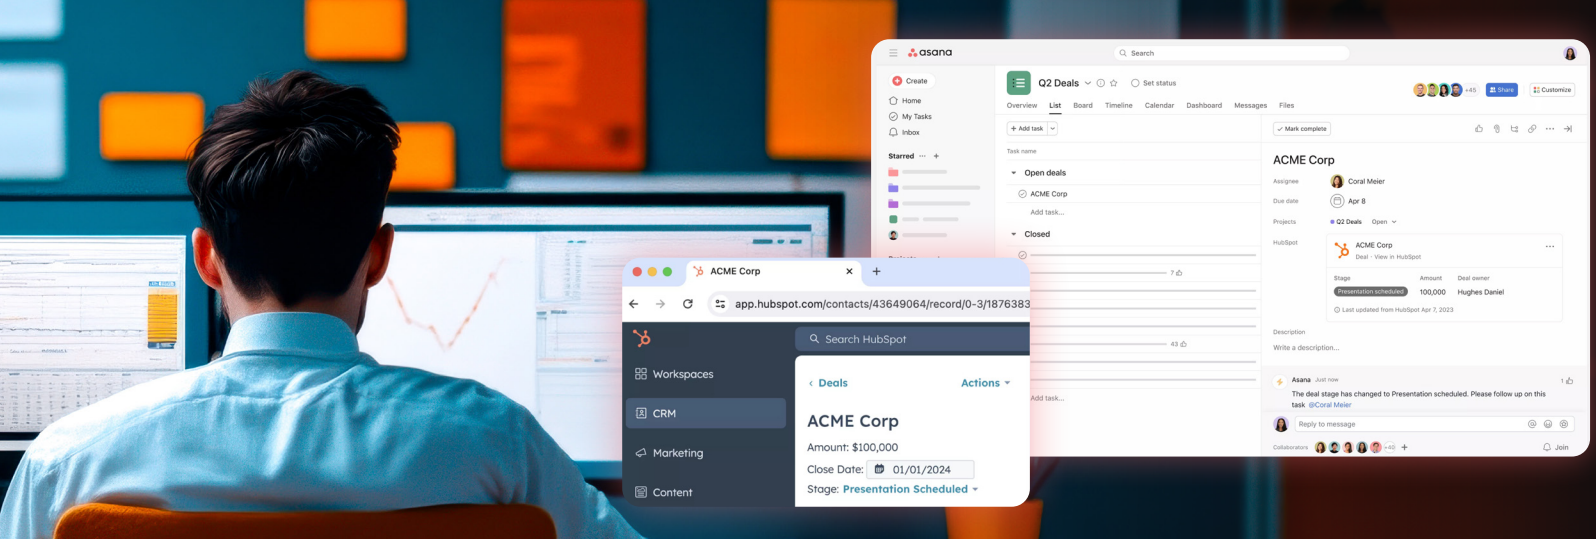 asana
Search
Create
Home
My Tasks
Inbox
Starred
Q2 Deals
Set status
+45
Share
Customize
Overview List Board Timeline Calendar Dashboard Messages Files
+ Add task
Task name
Open deals
ACME Corp
Add task...
Closed
7
43
Add task...
Mark complete
ACME Corp
Assignee Coral Meier
Due date Apr 8
Projects Q2 Deals Open
HubSpot ACME Corp
Deal · View in HubSpot
Stage Amount Deal owner
Presentation scheduled 100,000 Hughes Daniel
Last updated from HubSpot Apr 7, 2023
Description
Write a description...
Asana Just now
1
The deal stage has changed to Presentation scheduled. Please follow up on this
task @Coral Meier
Reply to message
Collaborators +40 + Join
ACME Corp
app.hubspot.com/contacts/43649064/record/0-3/1876383
Search HubSpot
Workspaces
CRM
Marketing
Content
‹ Deals Actions
ACME Corp
Amount: $100,000
Close Date: 01/01/2024
Stage: Presentation Scheduled